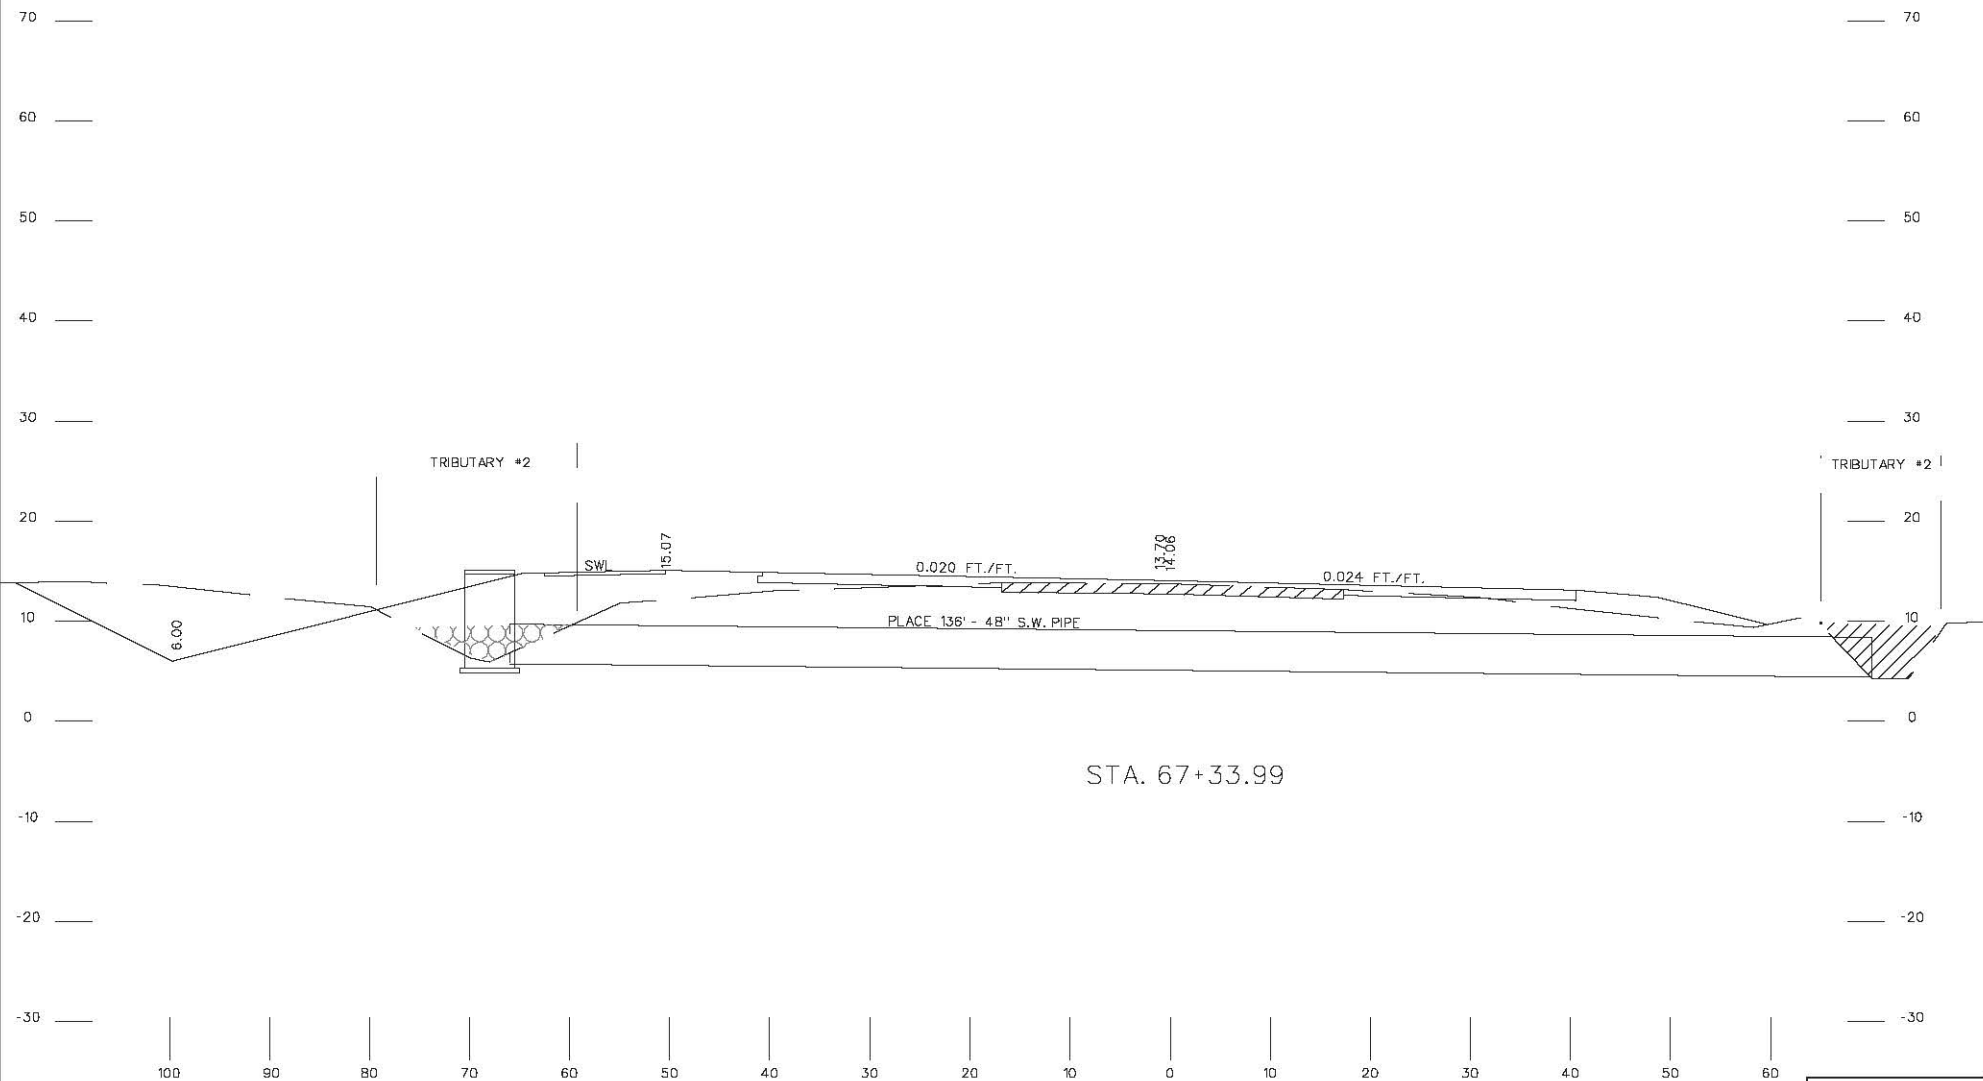 70 70
60 60
50 50
40 40
30 30
TRIBUTARY #2 TRIBUTARY #2
20 20
SWL 15.07 0.020 FT./FT. 13.70 14.06 0.024 FT./FT.
10 6.00 PLACE 136' - 48" S.W. PIPE 10
0 0
STA. 67+33.99
-10 -10
-20 -20
-30 -30
100 90 80 70 60 50 40 30 20 10 0 10 20 30 40 50 60